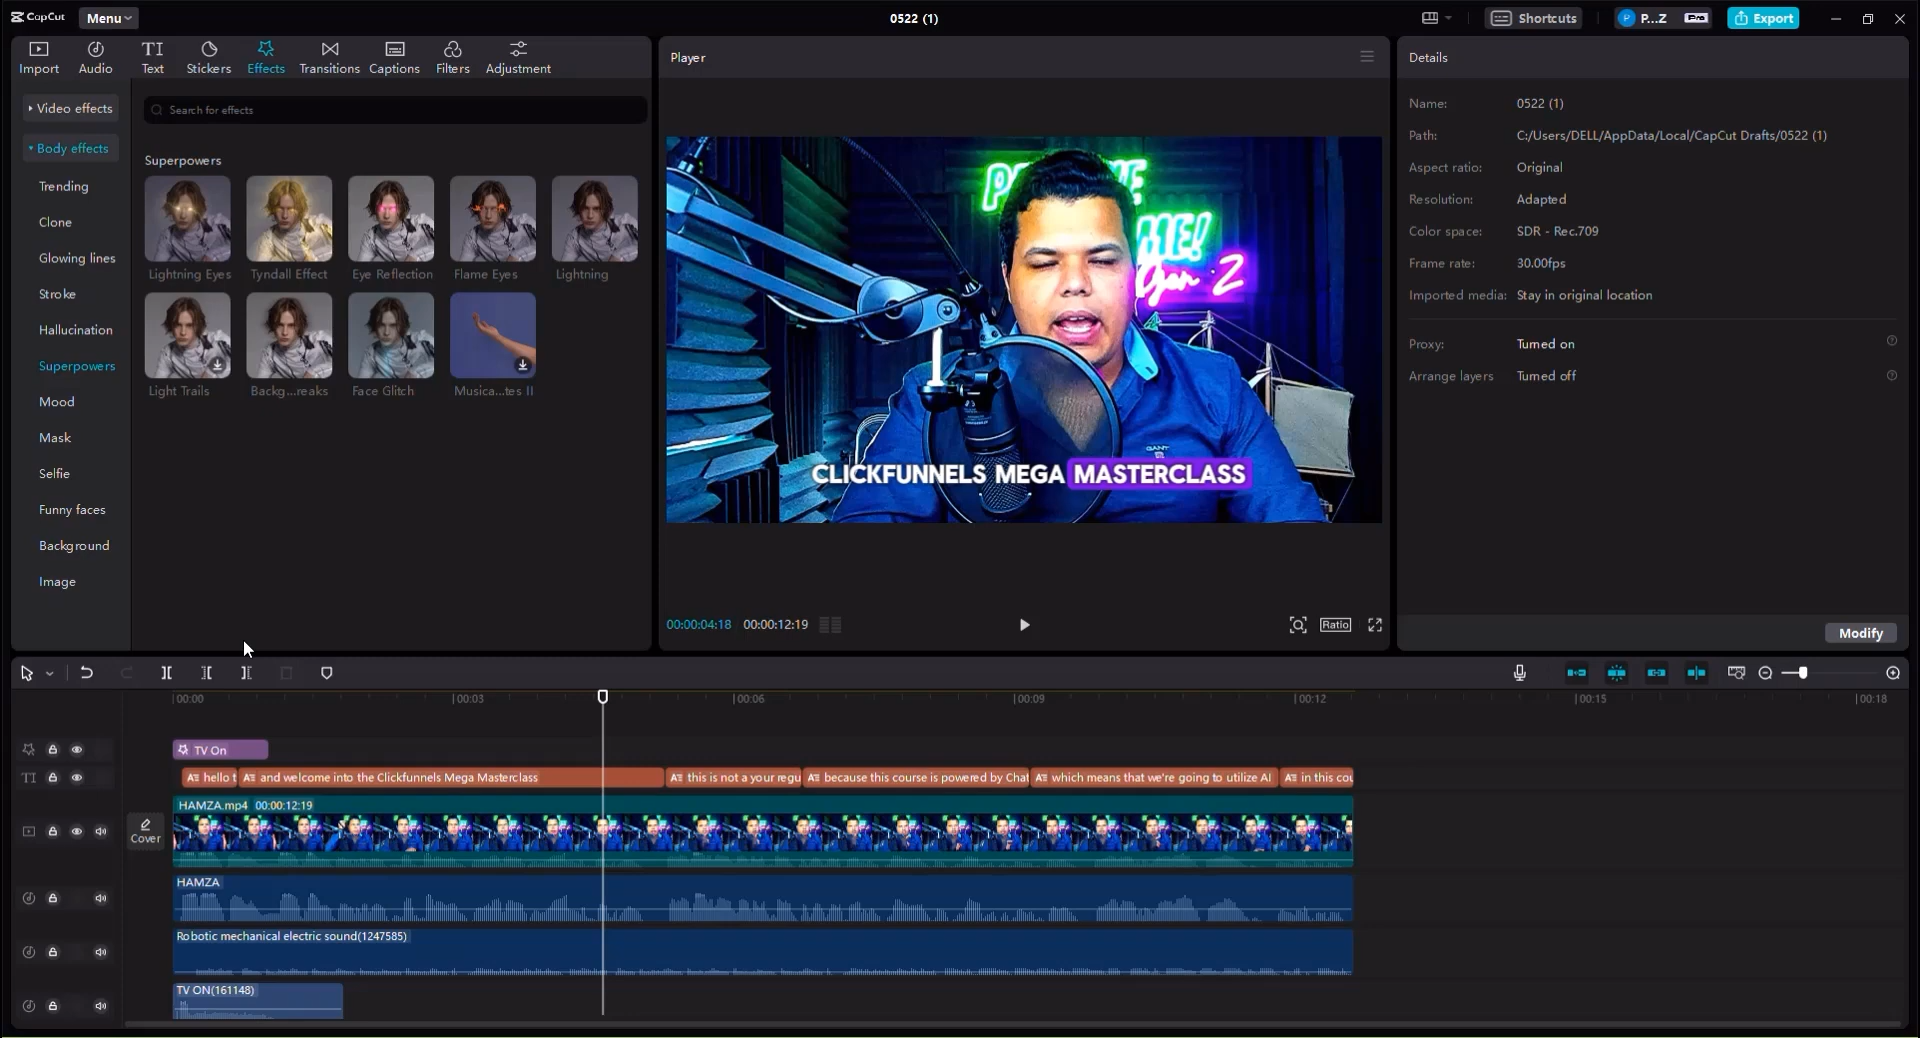 CapCut
Menu
0522 (1)
Shortcuts
P...Z
Pro
Export
Import
Audio
TI
Text
Stickers
Effects
Transitions
Captions
Filters
Adjustment
Player
Details
Video effects
Search for effects
Body effects
Superpowers
Trending
Clone
Glowing lines
Stroke
Hallucination
Superpowers
Mood
Mask
Selfie
Funny faces
Background
Image
Lightning Eyes
Tyndall Effect
Eye Reflection
Flame Eyes
Lightning
Light Trails
Backg...reaks
Face Glitch
Musica...tes II
ME!
Gen Z
GANT
CLICKFUNNELS MEGA MASTERCLASS
00:00:04:18
00:00:12:19
Ratio
Name:
0522 (1)
Path:
C:/Users/DELL/AppData/Local/CapCut Drafts/0522 (1)
Aspect ratio:
Original
Resolution:
Adapted
Color space:
SDR - Rec.709
Frame rate:
30.00fps
Imported media:
Stay in original location
Proxy:
Turned on
Arrange layers
Turned off
Modify
00:00
00:03
00:06
00:09
00:12
00:15
00:18
TV On
TI
hello t
and welcome into the Clickfunnels Mega Masterclass
this is not a your regu
because this course is powered by Chat
which means that we're going to utilize AI
in this cou
HAMZA.mp4
00:00:12:19
Cover
HAMZA
Robotic mechanical electric sound(1247585)
TV ON(161148)